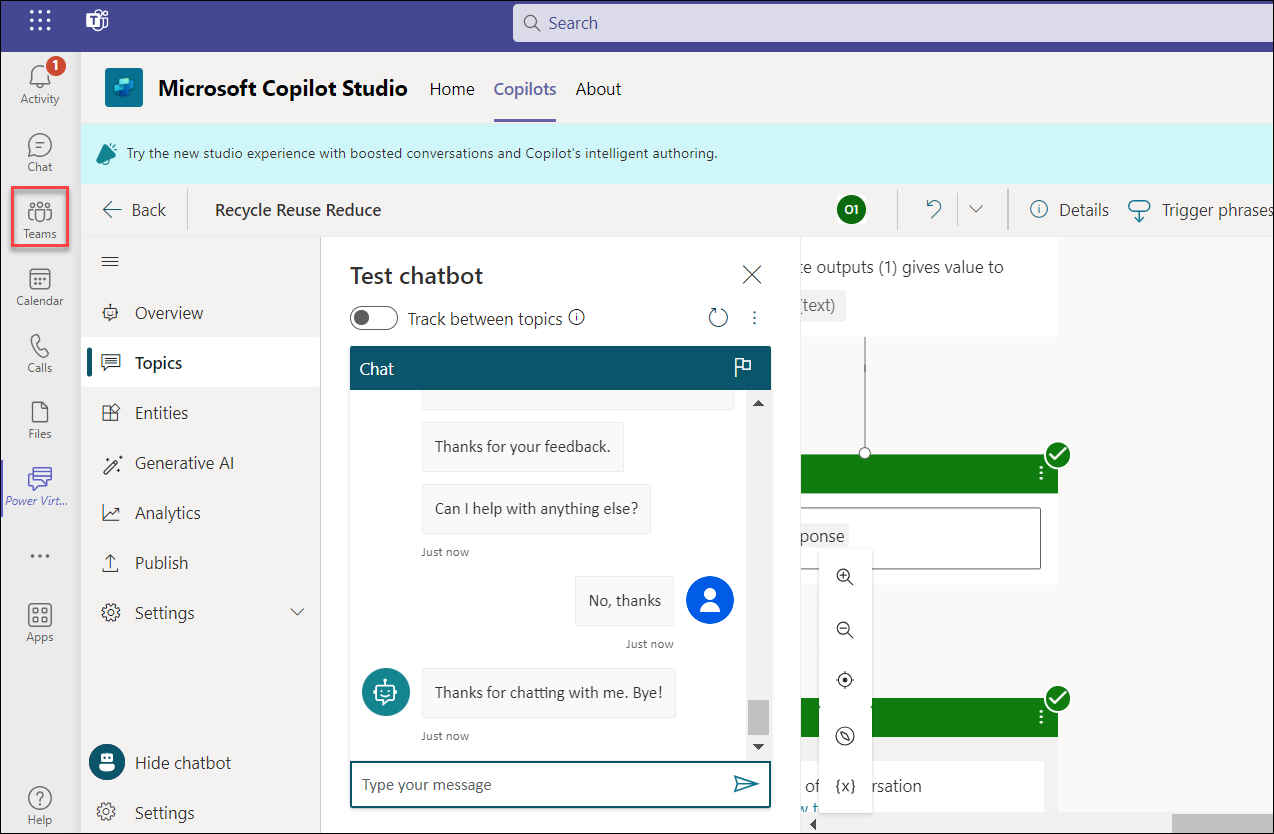 Search
1
Activity
Chat
Teams
Calendar
Calls
Files
Power Virt...
Apps
Help
Microsoft Copilot Studio
Home
Copilots
About
Try the new studio experience with boosted conversations and Copilot's intelligent authoring.
Back
Recycle Reuse Reduce
01
Details
Trigger phrases
Overview
Topics
Entities
Generative AI
Analytics
Publish
Settings
Hide chatbot
Settings
Test chatbot
Track between topics
Chat
Thanks for your feedback.
Can I help with anything else?
Just now
No, thanks
Just now
Thanks for chatting with me. Bye!
Just now
Type your message
te outputs (1) gives value to
(text)
ponse
{x}
of
rsation